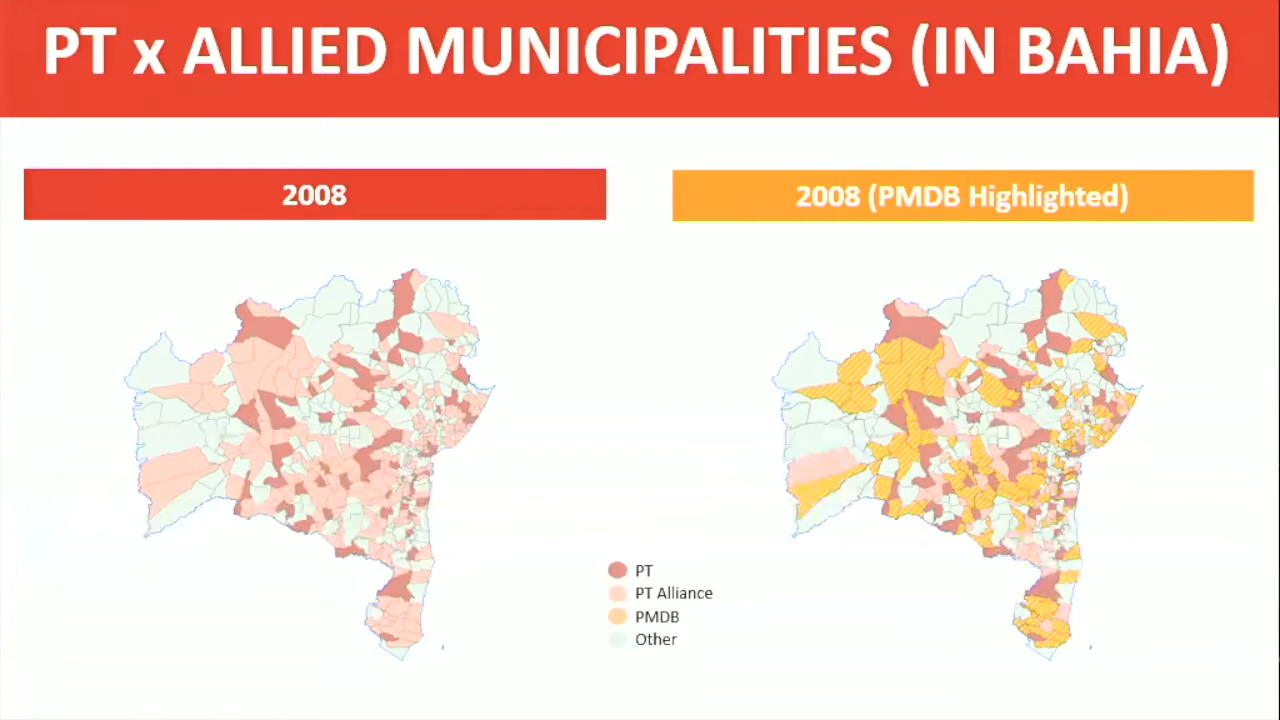 PT x ALLIED MUNICIPALITIES (IN BAHIA)
2008
2008 (PMDB Highlighted)
PT
PT Alliance
PMDB
Other